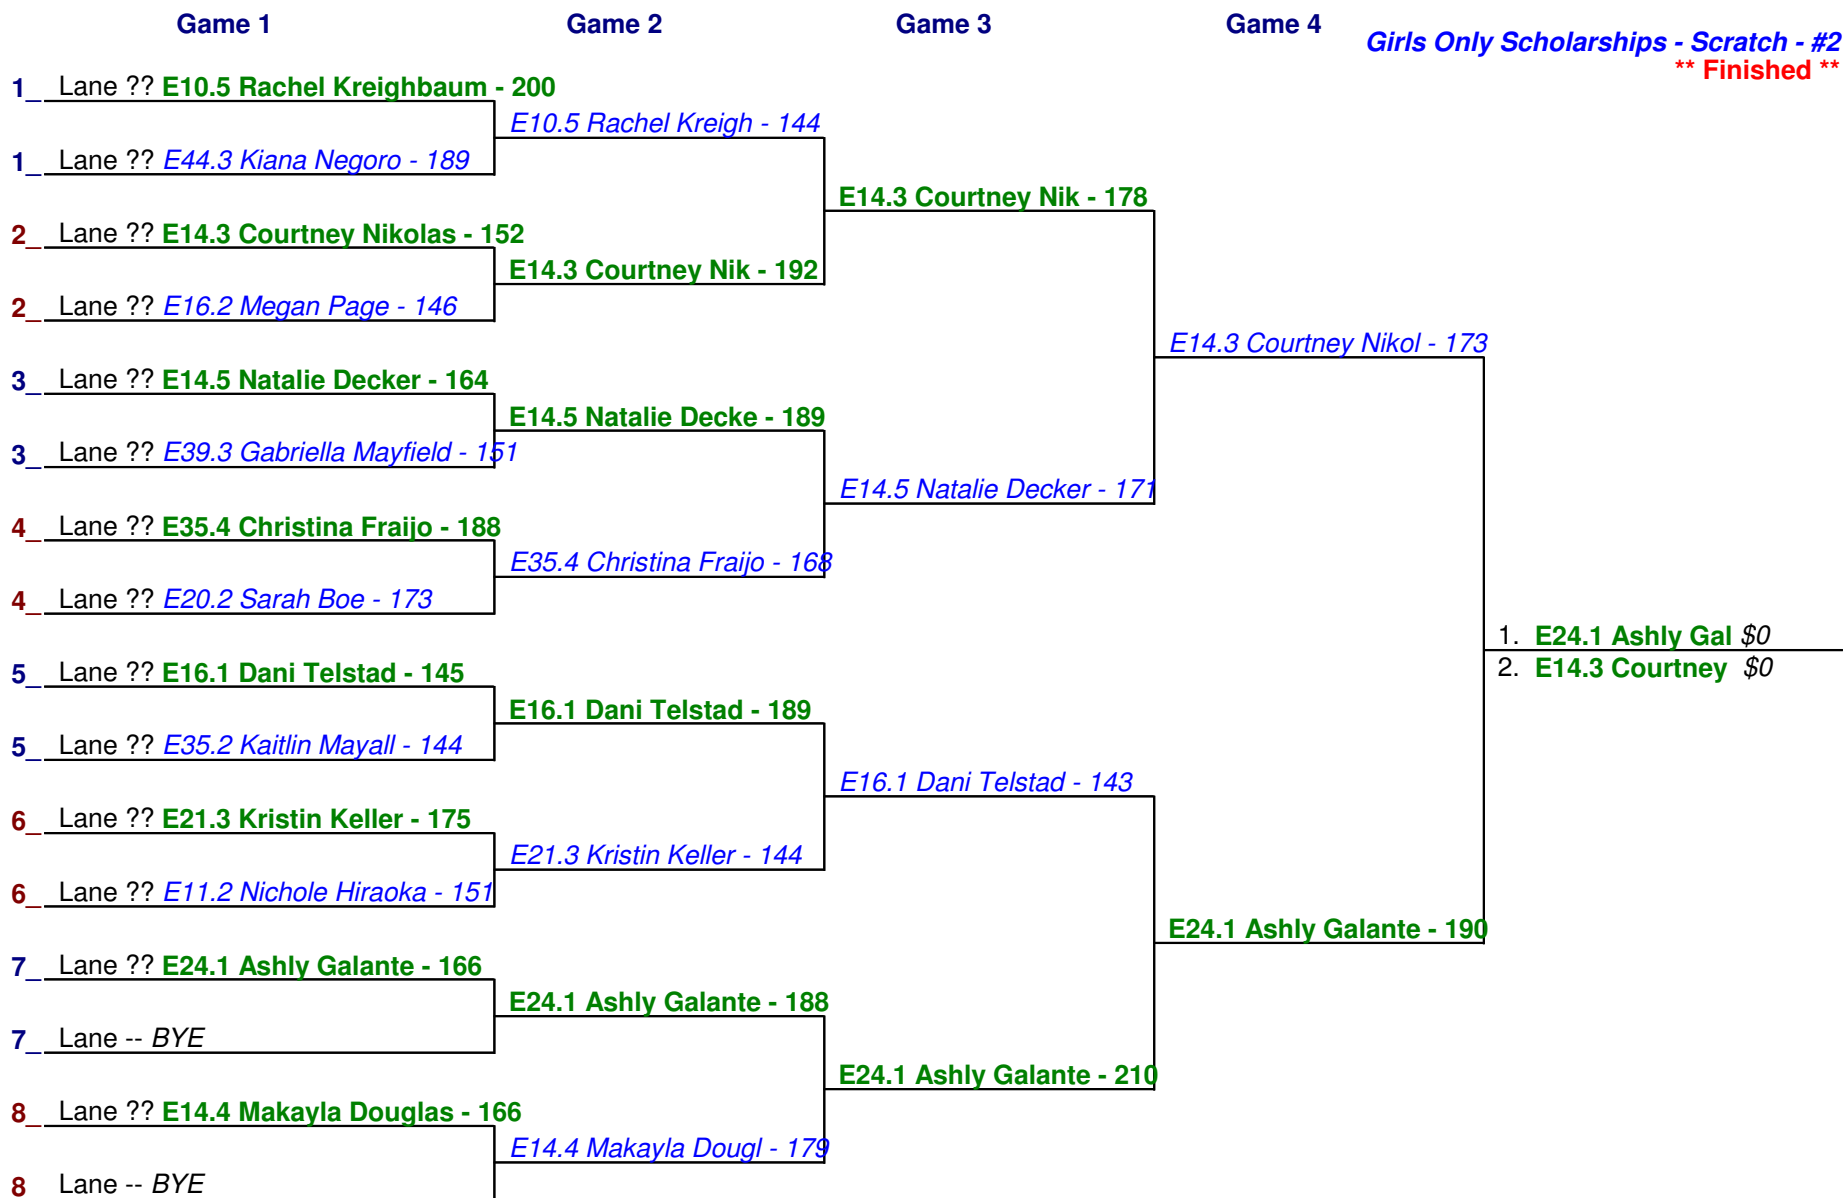 Game 1 Game 2 Game 3 Game 4
Girls Only Scholarships - Scratch - #2
** Finished **
1_ Lane ?? E10.5 Rachel Kreighbaum - 200
E10.5 Rachel Kreigh - 144
1_ Lane ?? E44.3 Kiana Negoro - 189
E14.3 Courtney Nik - 178
2_ Lane ?? E14.3 Courtney Nikolas - 152
E14.3 Courtney Nik - 192
2_ Lane ?? E16.2 Megan Page - 146
E14.3 Courtney Nikol - 173
3_ Lane ?? E14.5 Natalie Decker - 164
E14.5 Natalie Decke - 189
3_ Lane ?? E39.3 Gabriella Mayfield - 151
E14.5 Natalie Decker - 171
4_ Lane ?? E35.4 Christina Fraijo - 188
E35.4 Christina Fraijo - 168
4_ Lane ?? E20.2 Sarah Boe - 173
1. E24.1 Ashly Gal $0
2. E14.3 Courtney $0
5_ Lane ?? E16.1 Dani Telstad - 145
E16.1 Dani Telstad - 189
5_ Lane ?? E35.2 Kaitlin Mayall - 144
E16.1 Dani Telstad - 143
6_ Lane ?? E21.3 Kristin Keller - 175
E21.3 Kristin Keller - 144
6_ Lane ?? E11.2 Nichole Hiraoka - 151
E24.1 Ashly Galante - 190
7_ Lane ?? E24.1 Ashly Galante - 166
E24.1 Ashly Galante - 188
7_ Lane -- BYE
E24.1 Ashly Galante - 210
8_ Lane ?? E14.4 Makayla Douglas - 166
E14.4 Makayla Dougl - 179
8 Lane -- BYE